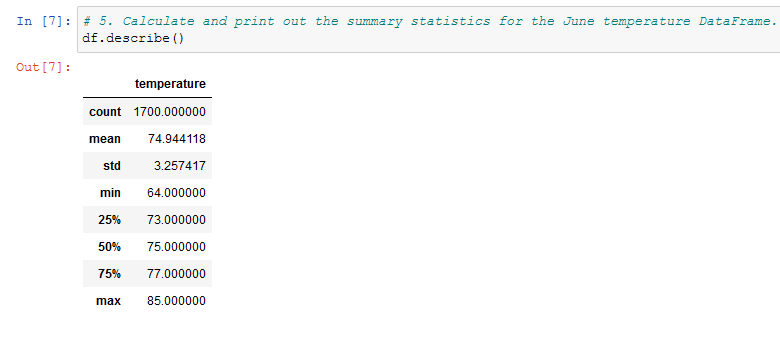 In [7]: # 5. Calculate and print out the summary statistics for the June temperature DataFrame.
df.describe()
Out[7]:
temperature
count 1700.000000
mean 74.944118
std 3.257417
min 64.000000
25% 73.000000
50% 75.000000
75% 77.000000
max 85.000000